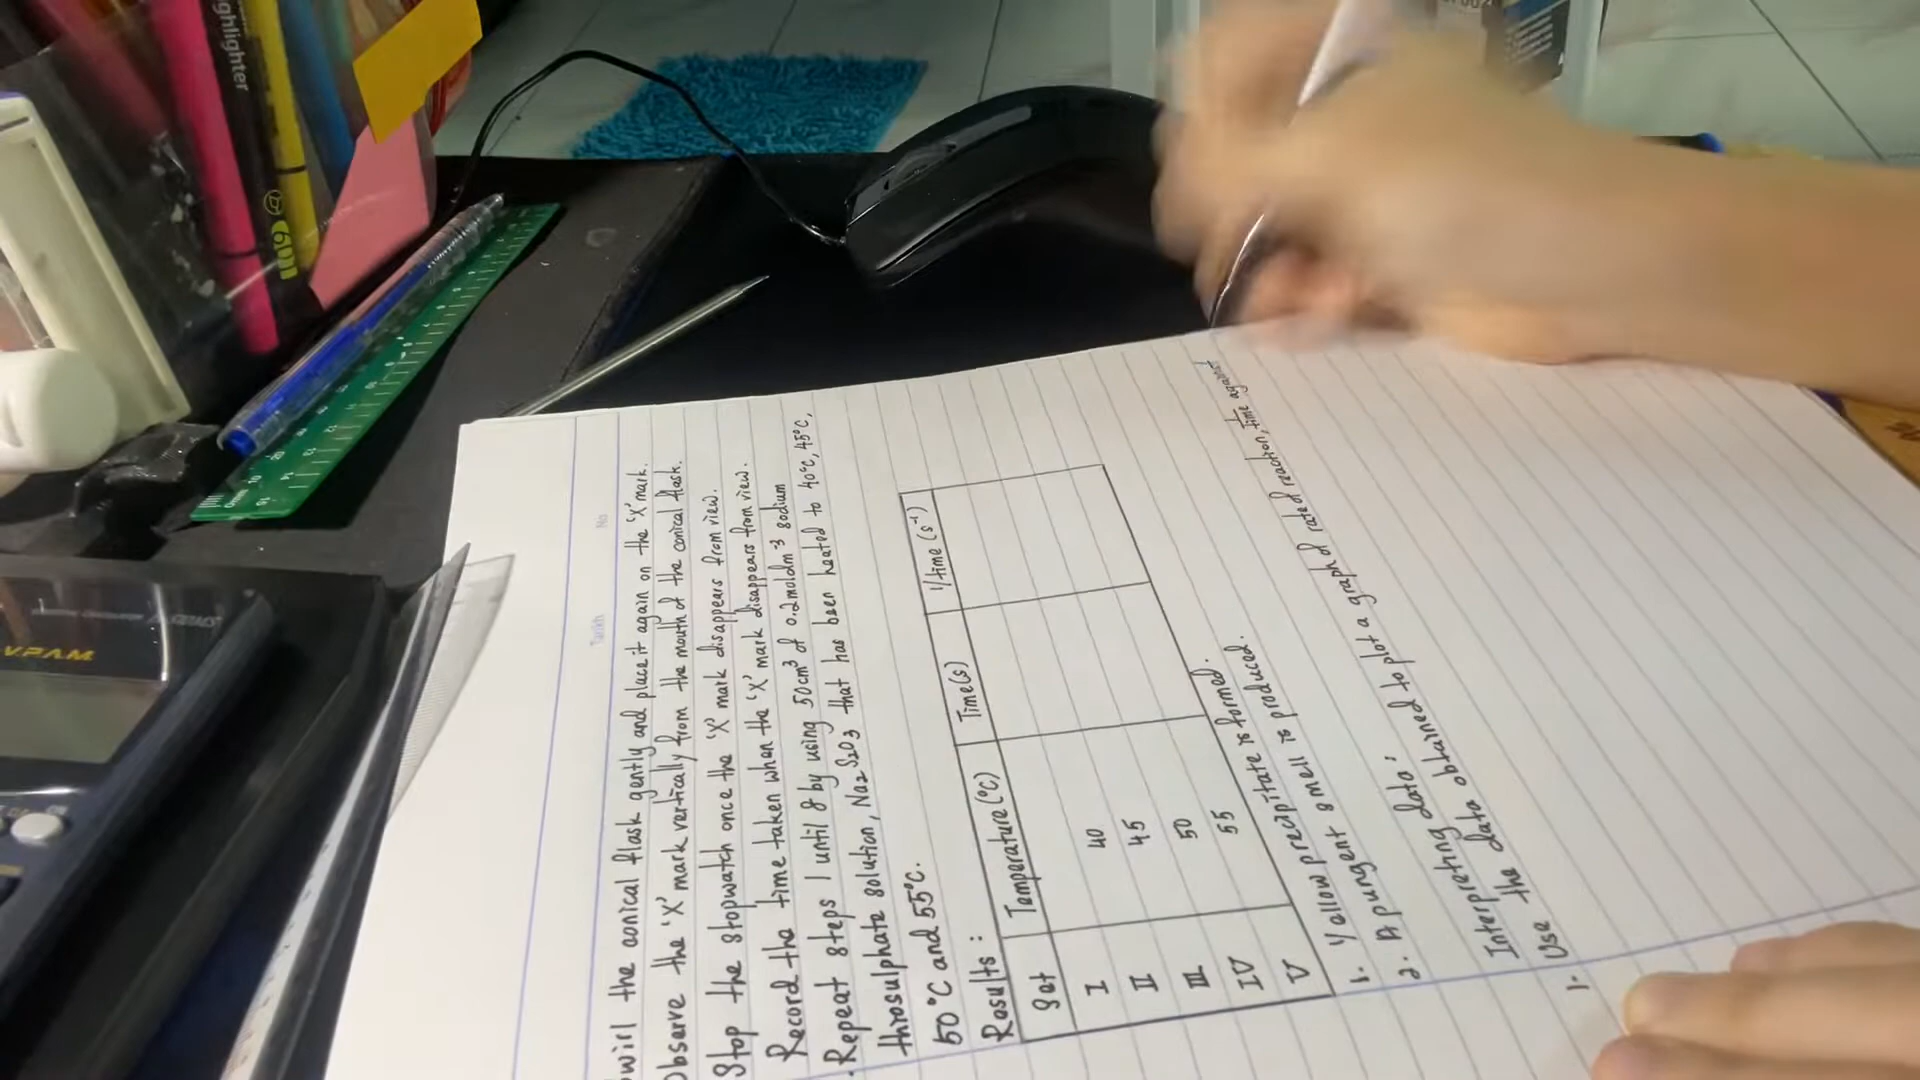 ghlighter
Tarikh
No
wirl the conical flask gently and place it again on the 'X' mark.
Observe the 'X' mark vertically from the mouth of the conical flask.
Stop the stopwatch once the 'X' mark disappears from view.
Record the time taken when the 'X' mark disappears from view.
Repeat steps 1 until 8 by using 50cm³ of 0.2moldm⁻³ sodium
thiosulphate solution, Na₂S₂O₃ that has been heated to 40°C, 45°C,
50°C and 55°C.
Results :
Set Temperature(°C) Time(s) 1/time (s⁻¹)
I
II 40
III 45
IV 50
V 55
1. Yellow precipitate is formed.
2. A pungent smell is produced.
Interpreting data:
1. Use the data obtained to plot a graph of rate of reaction, time against
V.P.A.M.